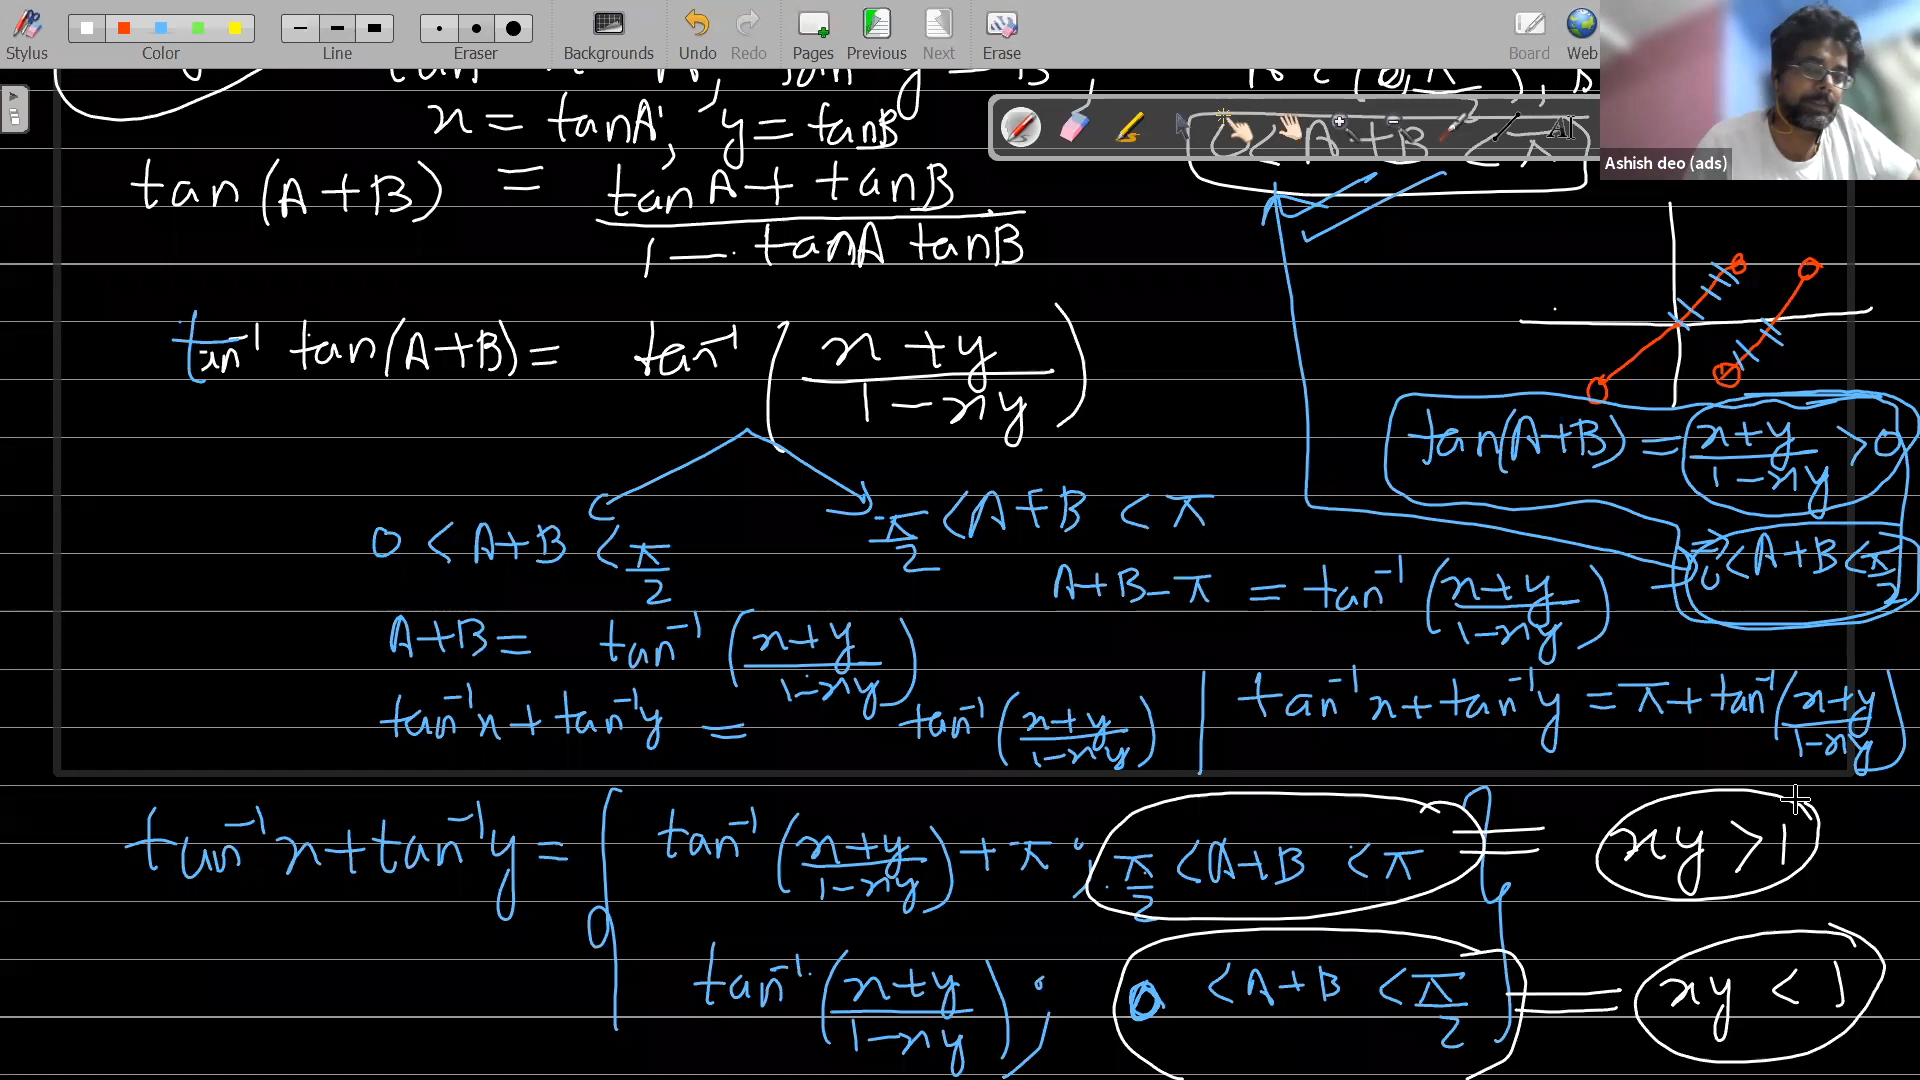 Stylus
Color
Line
Eraser
Backgrounds
Undo
Redo
Pages
Previous
Next
Erase
Board
Web
Ashish deo (ads)
x = tanA, y = tanB
0 < A+B < π
tan(A+B) = tanA + tanB / 1 − tanA tanB
tan⁻¹ tan(A+B) = tan⁻¹ (x+y / 1−xy)
tan(A+B) = x+y / 1−xy > 0
0 < A+B < π/2
π/2 < A+B < π
0 < A+B < π/2
A+B−π = tan⁻¹ (x+y / 1−xy)
A+B = tan⁻¹ (x+y / 1−xy)
tan⁻¹x + tan⁻¹y = tan⁻¹ (x+y / 1−xy)
tan⁻¹x + tan⁻¹y = π + tan⁻¹ (x+y / 1−xy)
tan⁻¹x + tan⁻¹y = tan⁻¹ (x+y / 1−xy) + π ; π/2 < A+B < π = xy > 1
tan⁻¹ (x+y / 1−xy) ; 0 < A+B < π/2 = xy < 1